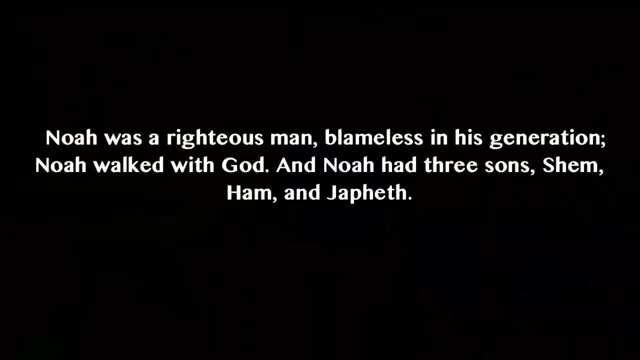 Noah was a righteous man, blameless in his generation;
Noah walked with God. And Noah had three sons, Shem,
Ham, and Japheth.